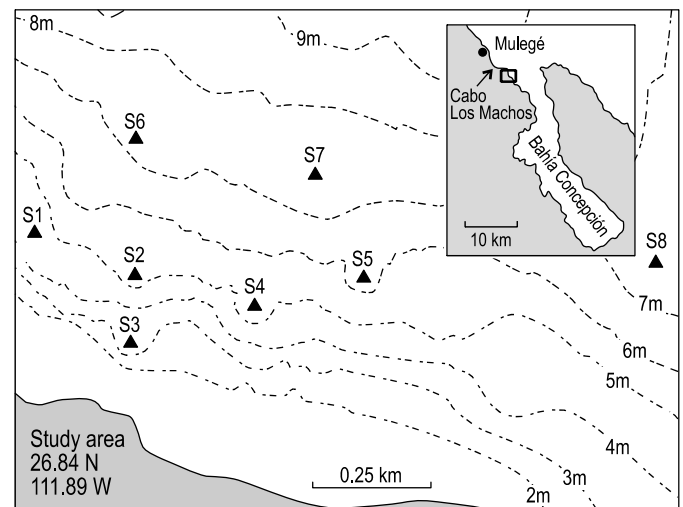 8m
9m
Mulegé
Cabo
Los Machos
Bahía Concepción
10 km
S6
S7
S1
S2
S5
S8
S4
S3
7m
6m
5m
4m
3m
2m
Study area
26.84 N
111.89 W
0.25 km